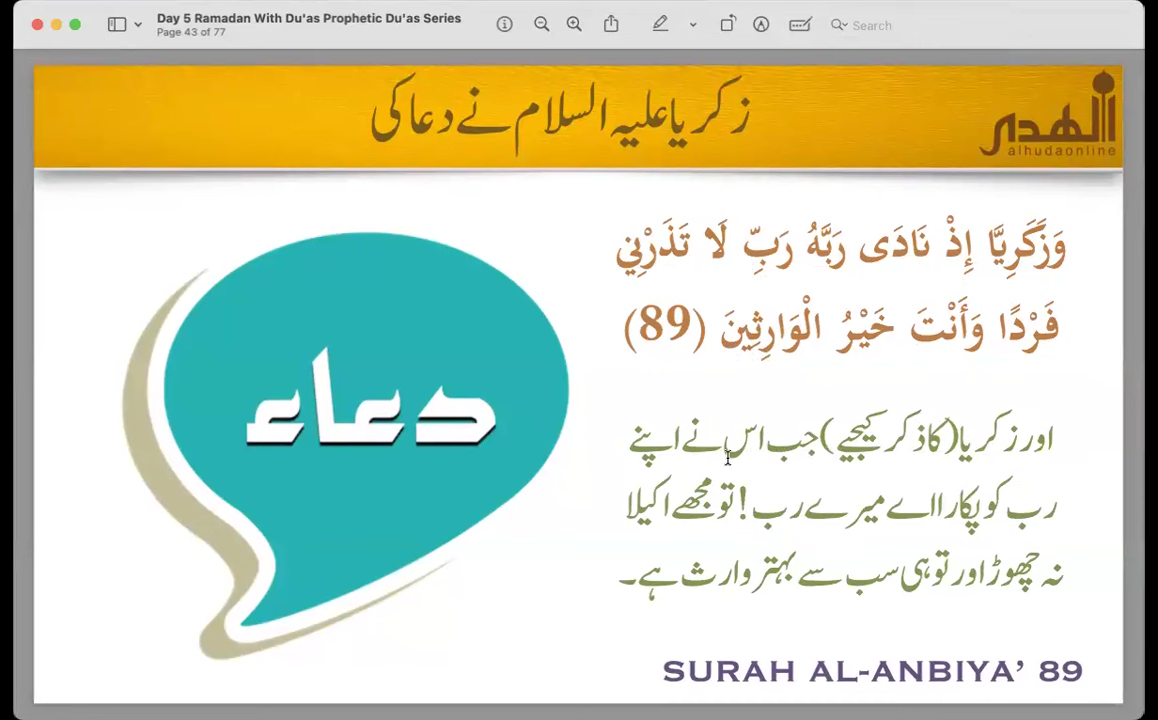 Day 5 Ramadan With Du'as Prophetic Du'as Series
Page 43 of 77
Search
زکریا علیہ السلام نے دعا کی
الهدى
alhudaonline
وَزَكَرِيَّا إِذْ نَادَى رَبَّهُ رَبِّ لَا تَذَرْنِي
فَرْدًا وَأَنْتَ خَيْرُ الْوَارِثِينَ (89)
دعاء
اور زکریا (کا ذکر کیجیے) جب اس نے اپنے
رب کو پکارا اے میرے رب! تو مجھے اکیلا
نہ چھوڑ اور تو ہی سب سے بہتر وارث ہے۔
SURAH AL-ANBIYA’ 89